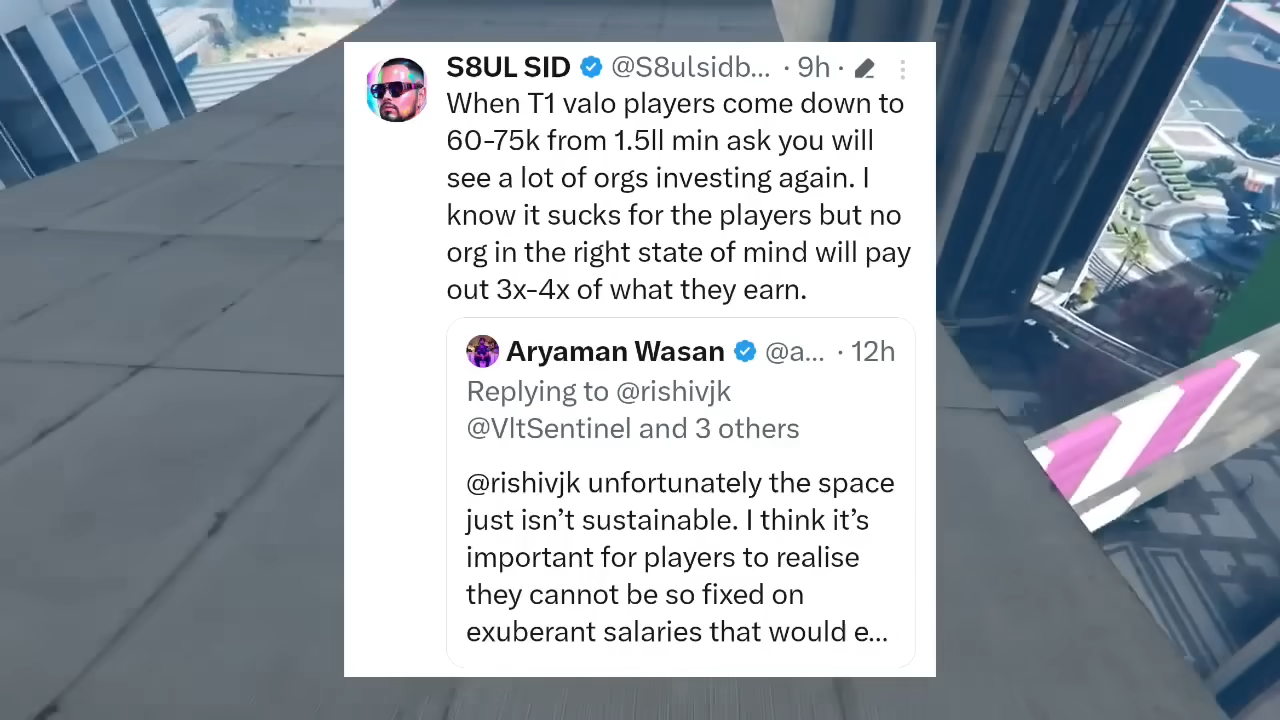 S8UL SID @S8ulsidb... · 9h ·
When T1 valo players come down to
60-75k from 1.5ll min ask you will
see a lot of orgs investing again. I
know it sucks for the players but no
org in the right state of mind will pay
out 3x-4x of what they earn.
Aryaman Wasan @a... · 12h
Replying to @rishivjk
@VltSentinel and 3 others
@rishivjk unfortunately the space
just isn’t sustainable. I think it’s
important for players to realise
they cannot be so fixed on
exuberant salaries that would e...